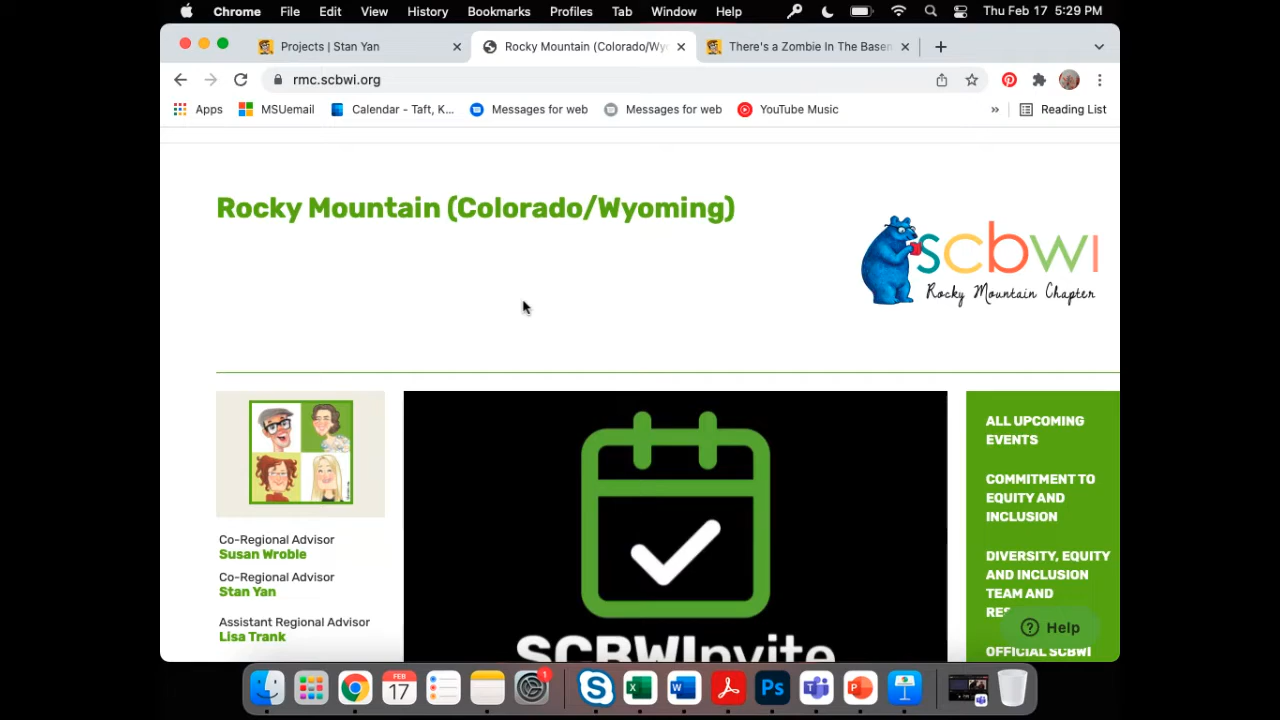 Chrome File Edit View History Bookmarks Profiles Tab Window Help Thu Feb 17 5:29 PM
Projects | Stan Yan
Rocky Mountain (Colorado/Wy
There's a Zombie In The Basen
rmc.scbwi.org
Apps MSUemail Calendar - Taft, K... Messages for web Messages for web YouTube Music » Reading List
Rocky Mountain (Colorado/Wyoming)
scbwi
Rocky Mountain Chapter
Co-Regional Advisor
Susan Wroble
Co-Regional Advisor
Stan Yan
Assistant Regional Advisor
Lisa Trank
SCBWInvite
ALL UPCOMING
EVENTS
COMMITMENT TO
EQUITY AND
INCLUSION
DIVERSITY, EQUITY
AND INCLUSION
TEAM AND
RES
Help
OFFICIAL SCBWI
FEB
17
1